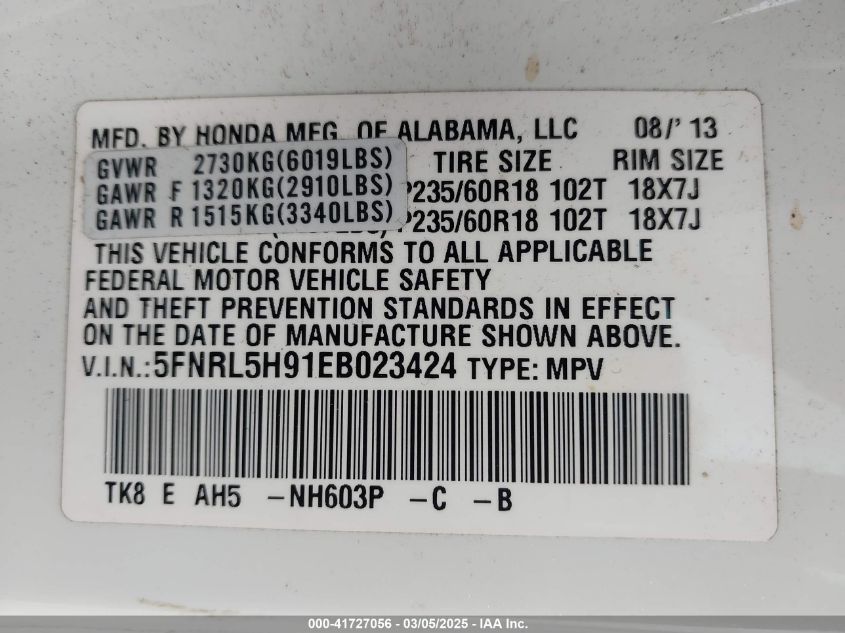 MFD. BY HONDA MFG. OF ALABAMA, LLC 08/' 13
GVWR 2730KG(6019LBS) TIRE SIZE RIM SIZE
GAWR F 1320KG(2910LBS) P235/60R18 102T 18X7J
GAWR R 1515KG(3340LBS) P235/60R18 102T 18X7J
THIS VEHICLE CONFORMS TO ALL APPLICABLE
FEDERAL MOTOR VEHICLE SAFETY
AND THEFT PREVENTION STANDARDS IN EFFECT
ON THE DATE OF MANUFACTURE SHOWN ABOVE.
V.I.N.:5FNRL5H91EB023424 TYPE: MPV
TK8 E AH5 -NH603P -C -B
000-41727056 — 03/05/2025 — IAA Inc.